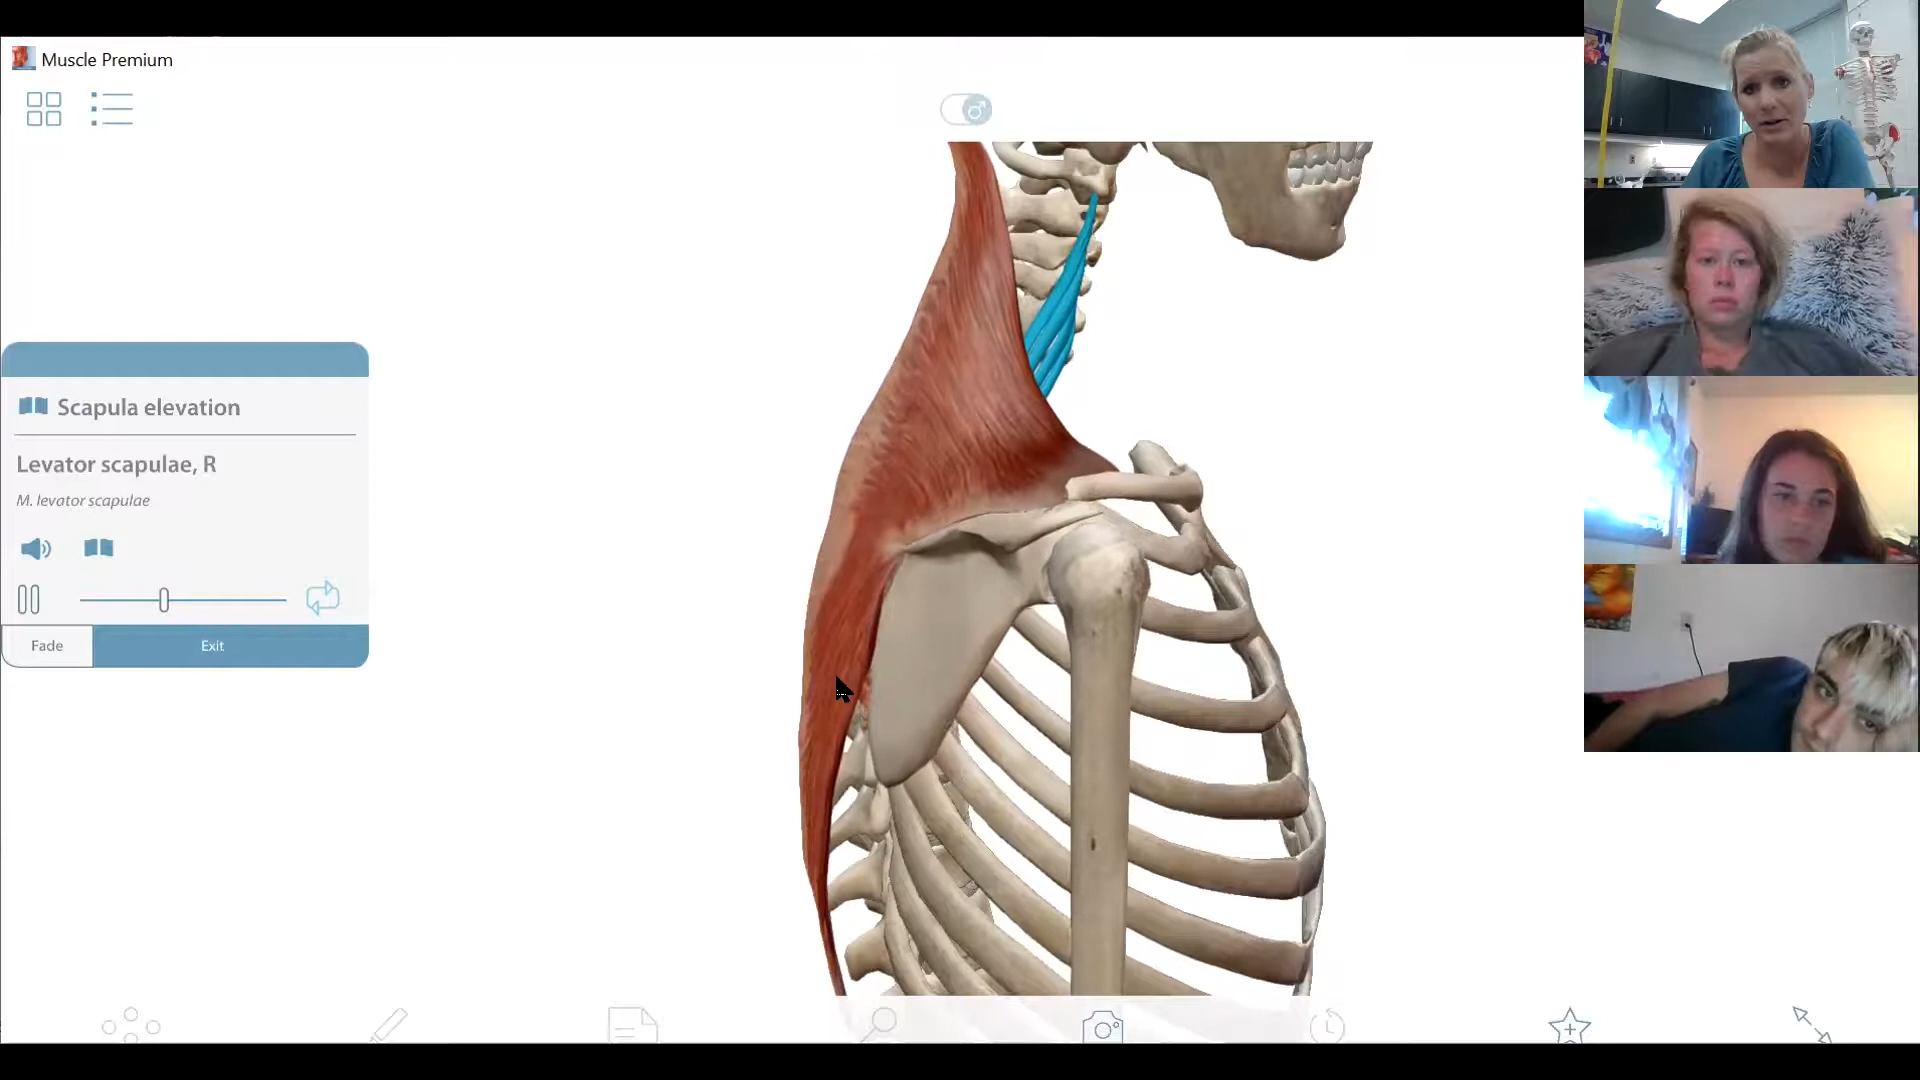 Muscle Premium
Scapula elevation
Levator scapulae, R
M. levator scapulae
Fade
Exit